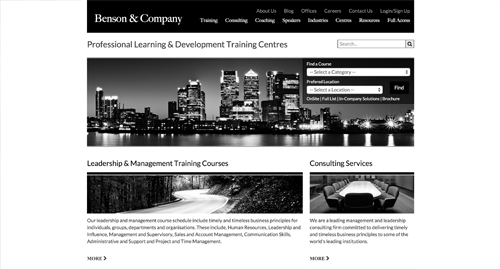 About Us Blog Offices Careers Contact Us Login/Sign Up
Benson & Company
Training Consulting Coaching Speakers Industries Centres Resources Full Access
Professional Learning & Development Training Centres
Search...
Find a Course
-- Select a Category --
Preferred Location
-- Select a Location --
Find
Online | Full List | In-Company Solutions | Brochure
Leadership & Management Training Courses
Our leadership and management course schedule include timely and timeless business principles for
individuals, groups, departments and organisations. These include, Human Resources, Leadership and
Influence, Management and Supervisory, Sales and Account Management, Communication Skills,
Administrative and Support and Project and Time Management.
MORE
Consulting Services
We are a leading management and leadership
consulting firm committed to delivering timely
and timeless business principles to some of the
world's leading institutions.
MORE